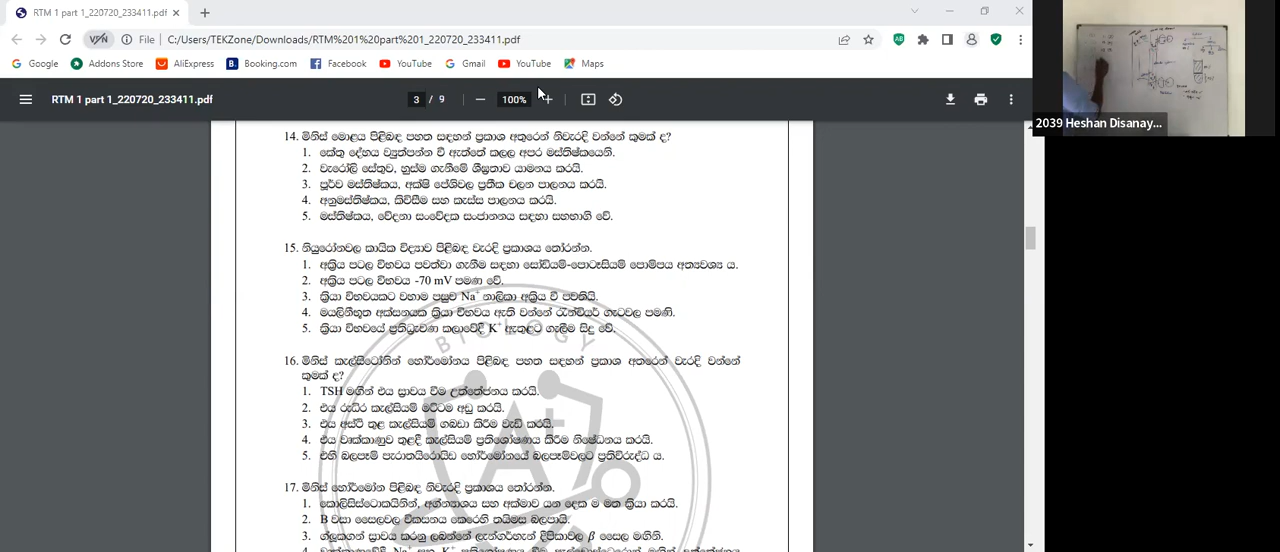 RTM 1 part 1_220720_233411.pdf
VPN File C:/Users/TEKZone/Downloads/RTM%201%20part%201_220720_233411.pdf
Google Addons Store AliExpress Booking.com Facebook YouTube Gmail YouTube Maps
RTM 1 part 1_220720_233411.pdf 3 / 9 100%
2039 Heshan Disanay...
14. මිනිස් මොළය පිළිබඳ පහත සඳහන් ප්‍රකාශ අතුරෙන් නිවැරදි වන්නේ කුමක් ද?
1. සේතු දේහය ව්‍යුත්පන්න වී ඇත්තේ කලල අපර මස්තිෂ්කයෙනි.
2. වැරෝලි සේතුව, හුස්ම ගැනීමේ ශීඝ්‍රතාව යාමනය කරයි.
3. පූර්ව මස්තිෂ්කය, අක්ෂි පේශිවල ප්‍රතීක චලන පාලනය කරයි.
4. අනුමස්තිෂ්කය, කිවිසීම සහ කැස්ස පාලනය කරයි.
5. මස්තිෂ්කය, වේදනා සංවේදක සංජානනය සඳහා සහභාගි වේ.
15. නියුරෝනවල කායික විද්‍යාව පිළිබඳ වැරදි ප්‍රකාශය තෝරන්න.
1. අක්‍රිය පටල විභවය පවත්වා ගැනීම සඳහා සෝඩියම්-පොටෑසියම් පොම්පය අත්‍යවශ්‍ය ය.
2. අක්‍රිය පටල විභවය -70 mV පමණ වේ.
3. ක්‍රියා විභවයකට වහාම පසුව Na⁺ නාලිකා අක්‍රිය වී පවතියි.
4. මයලිනීභූත අක්සනයක ක්‍රියා විභවය ඇති වන්නේ රැන්වියර් ගැටවල පමණි.
5. ක්‍රියා විභවයේ ප්‍රතිධ්‍රැවණ කලාවේදී K⁺ ඇතුළට ගැලීම සිදු වේ.
BIOLOGY
16. මිනිස් කැල්සිටෝනින් හෝර්මෝනය පිළිබඳ පහත සඳහන් ප්‍රකාශ අතරෙන් වැරදි වන්නේ
කුමක් ද?
1. TSH මඟින් එය ස්‍රාවය වීම උත්තේජනය කරයි.
2. එය රුධිර කැල්සියම් මට්ටම අඩු කරයි.
3. එය අස්ථි තුළ කැල්සියම් ගබඩා කිරීම වැඩි කරයි.
4. එය වෘක්කාණුව තුළදී කැල්සියම් ප්‍රතිශෝෂණය කිරීම නිෂේධනය කරයි.
5. එහි බලපෑම් පැරාතයිරොයිඩ හෝර්මෝනයේ බලපෑම්වලට ප්‍රතිවිරුද්ධ ය.
17. මිනිස් හෝර්මෝන පිළිබඳ නිවැරදි ප්‍රකාශය තෝරන්න.
1. කොලිසිස්ටොකයිනින්, අග්න්‍යාශය සහ අක්මාව යන දෙක ම මත ක්‍රියා කරයි.
2. B වසා සෛලවල විකසනය කෙරෙහි තයිමස බලපායි.
3. ග්ලූකගන් ස්‍රාවය කරනු ලබන්නේ ලැන්ගර්හෑන් දීපිකාවල β සෛල මඟිනි.